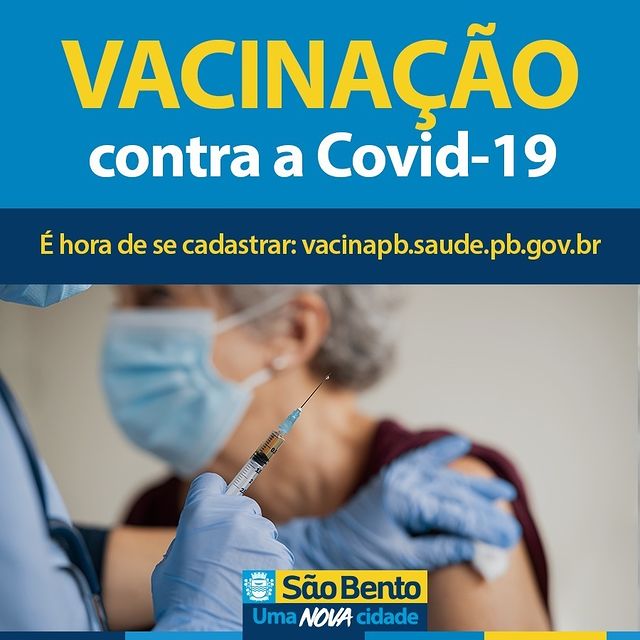 VACINAÇÃO
contra a Covid-19
É hora de se cadastrar: vacinapb.saude.pb.gov.br
São Bento
Uma NOVA cidade